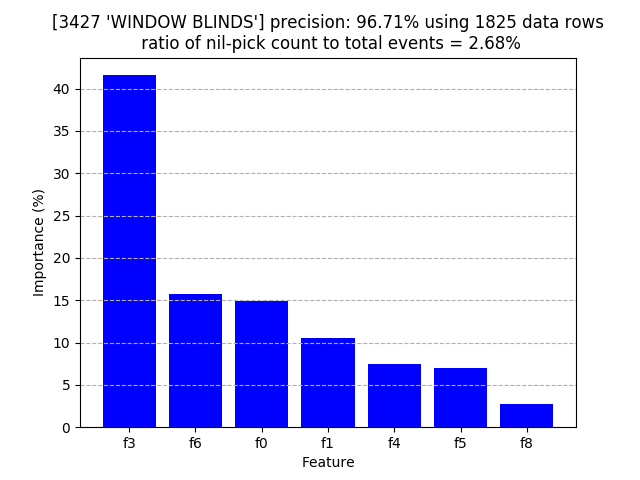 [3427 'WINDOW BLINDS'] precision: 96.71% using 1825 data rows
ratio of nil-pick count to total events = 2.68%
40
35
30
25
20
15
10
5
0
Importance (%)
f3 f6 f0 f1 f4 f5 f8
Feature